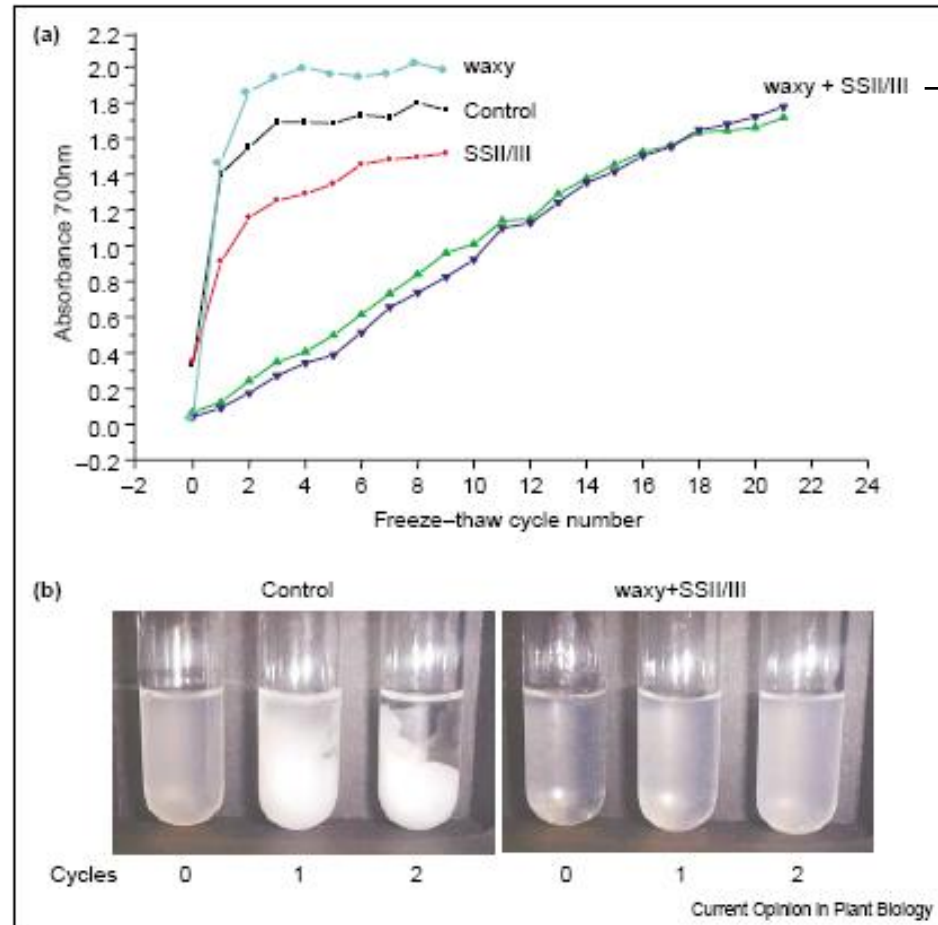 (a)
2.2
2.0
1.8
1.6
1.4
1.2
1.0
0.8
0.6
0.4
0.2
0.0
–0.2
Absorbance 700nm
waxy
Control
SSII/III
waxy + SSII/III
–2 0 2 4 6 8 10 12 14 16 18 20 22 24
Freeze–thaw cycle number
(b)
Control waxy+SSII/III
Cycles 0 1 2 0 1 2
Current Opinion in Plant Biology